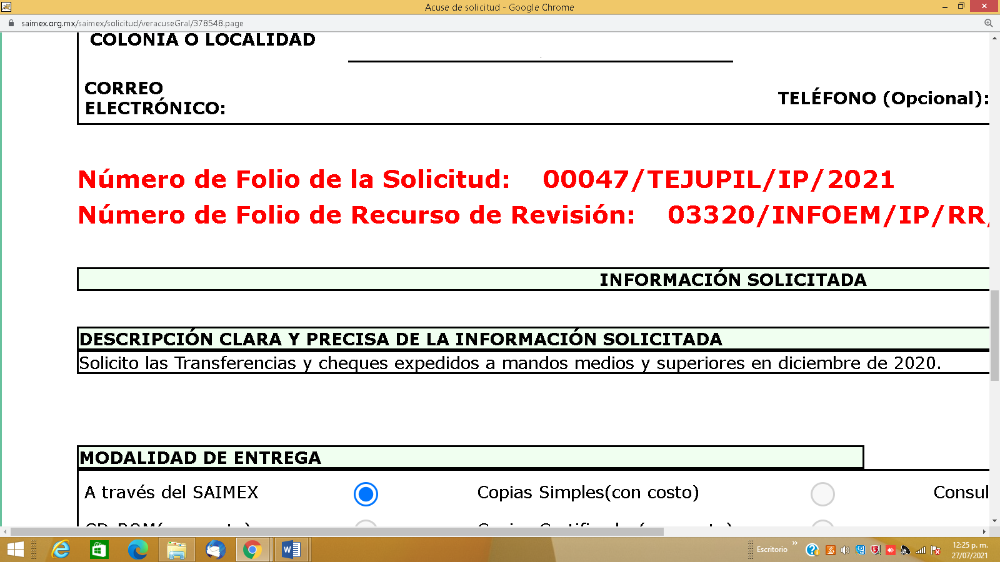 Acuse de solicitud - Google Chrome
saimex.org.mx/saimex/solicitud/veracuseGral/378548.page
COLONIA O LOCALIDAD
CORREO
ELECTRÓNICO:
TELÉFONO (Opcional):
Número de Folio de la Solicitud: 00047/TEJUPIL/IP/2021
Número de Folio de Recurso de Revisión: 03320/INFOEM/IP/RR/
INFORMACIÓN SOLICITADA
DESCRIPCIÓN CLARA Y PRECISA DE LA INFORMACIÓN SOLICITADA
Solicito las Transferencias y cheques expedidos a mandos medios y superiores en diciembre de 2020.
MODALIDAD DE ENTREGA
A través del SAIMEX Copias Simples(con costo) Consul
Escritorio
12:25 p. m.
27/07/2021